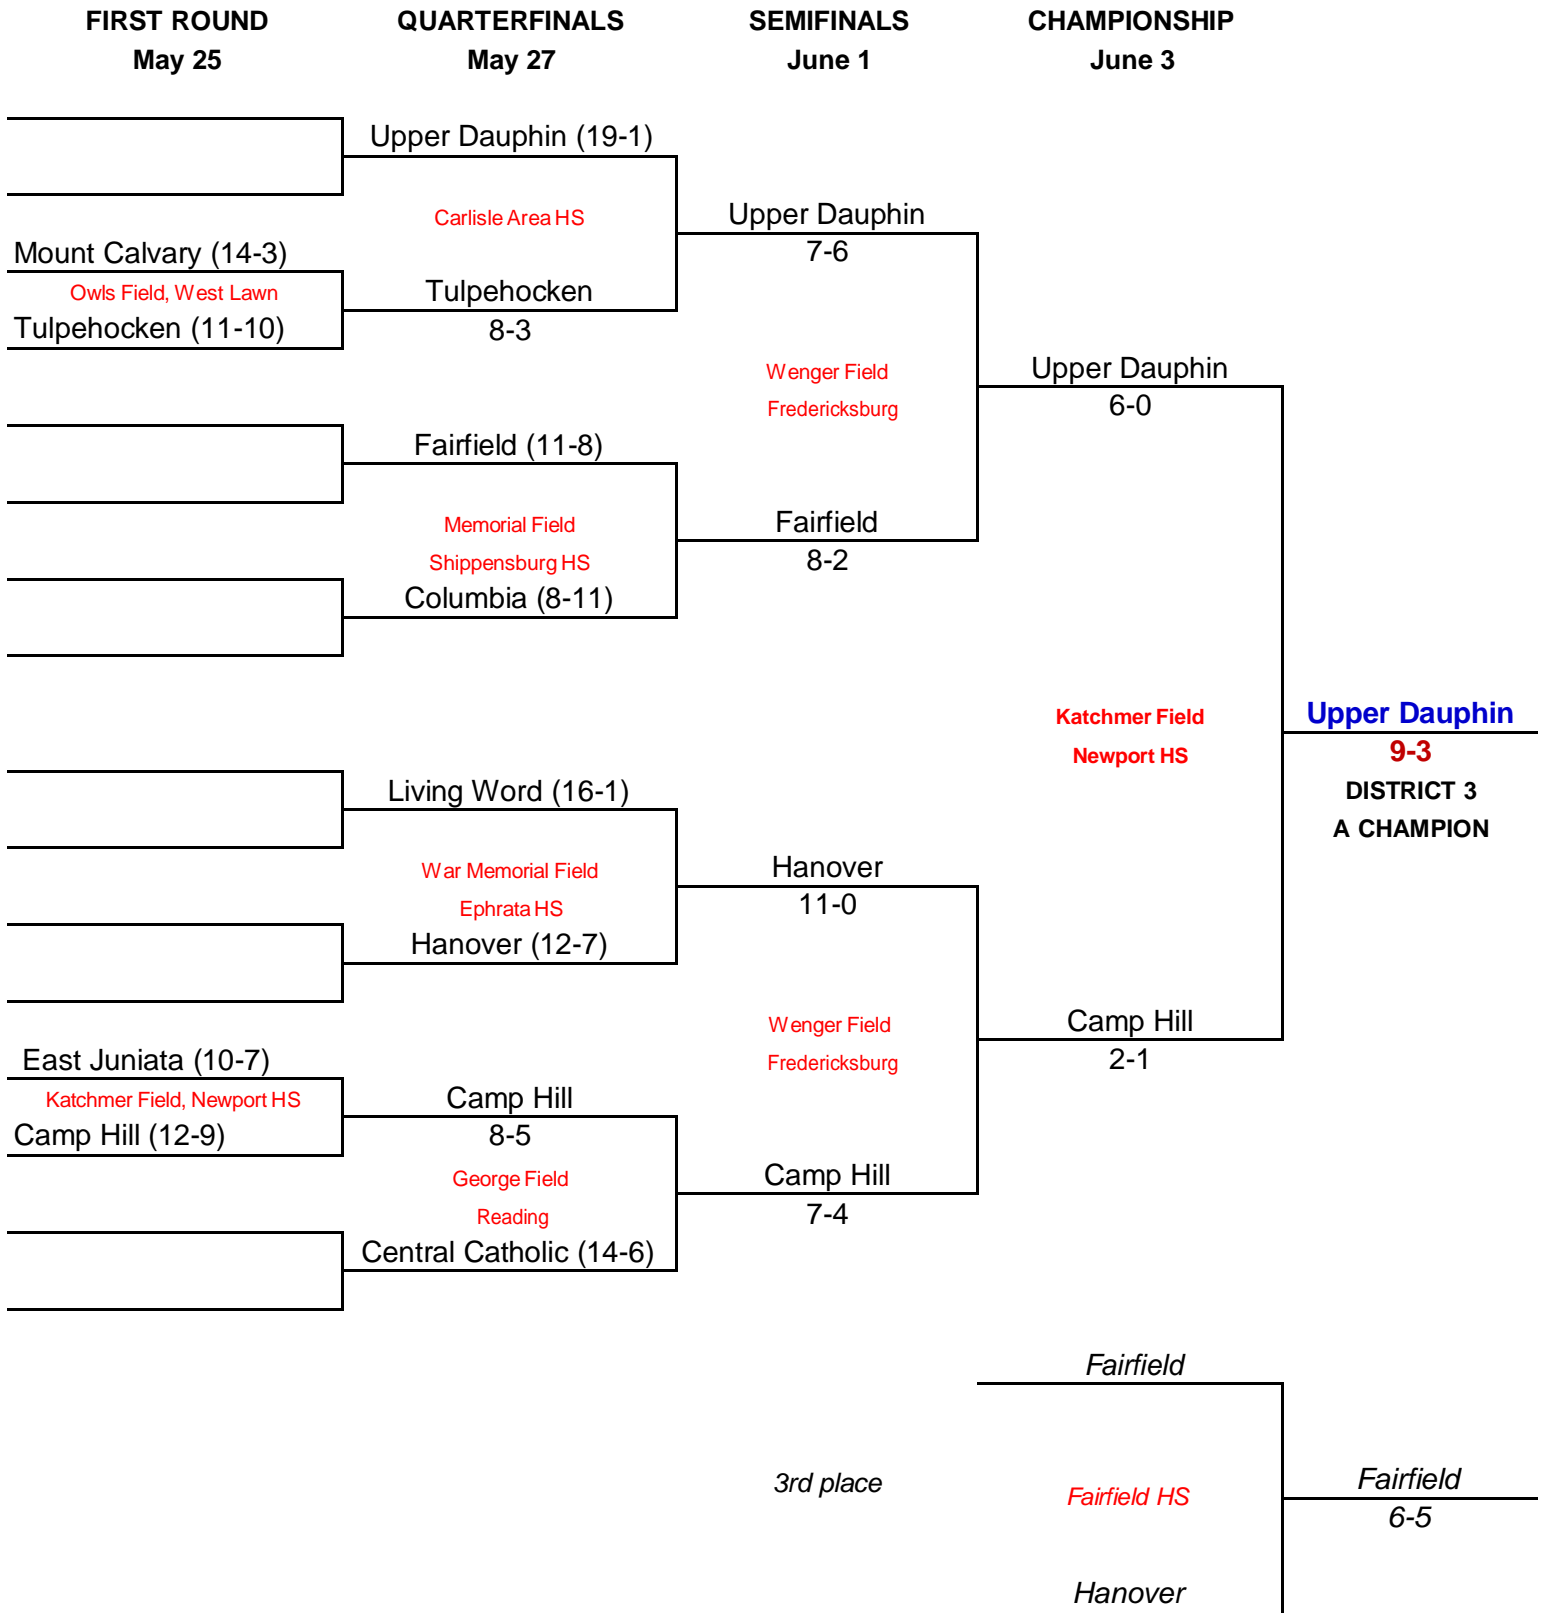 FIRST ROUND
May 25
QUARTERFINALS
May 27
SEMIFINALS
June 1
CHAMPIONSHIP
June 3
Mount Calvary (14-3)
Owls Field, West Lawn
Tulpehocken (11-10)
East Juniata (10-7)
Katchmer Field, Newport HS
Camp Hill (12-9)
Upper Dauphin (19-1)
Carlisle Area HS
Tulpehocken
8-3
Fairfield (11-8)
Memorial Field
Shippensburg HS
Columbia (8-11)
Living Word (16-1)
War Memorial Field
Ephrata HS
Hanover (12-7)
Camp Hill
8-5
George Field
Reading
Central Catholic (14-6)
Upper Dauphin
7-6
Wenger Field
Fredericksburg
Fairfield
8-2
Hanover
11-0
Wenger Field
Fredericksburg
Camp Hill
7-4
Upper Dauphin
6-0
Katchmer Field
Newport HS
Camp Hill
2-1
Upper Dauphin
9-3
DISTRICT 3
A CHAMPION
3rd place
Fairfield
Fairfield HS
Hanover
Fairfield
6-5